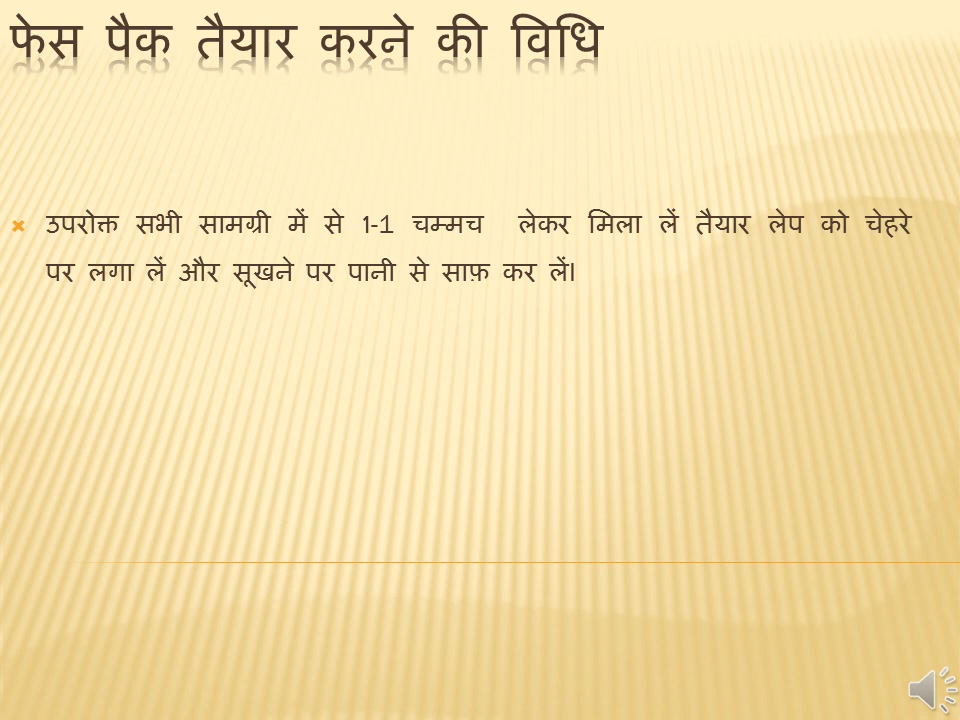 फेस पैक तैयार करने की विधि
उपरोक्त सभी सामग्री में से 1-1 चम्मच लेकर मिला लें तैयार लेप को चेहरे
पर लगा लें और सूखने पर पानी से साफ़ कर लें।